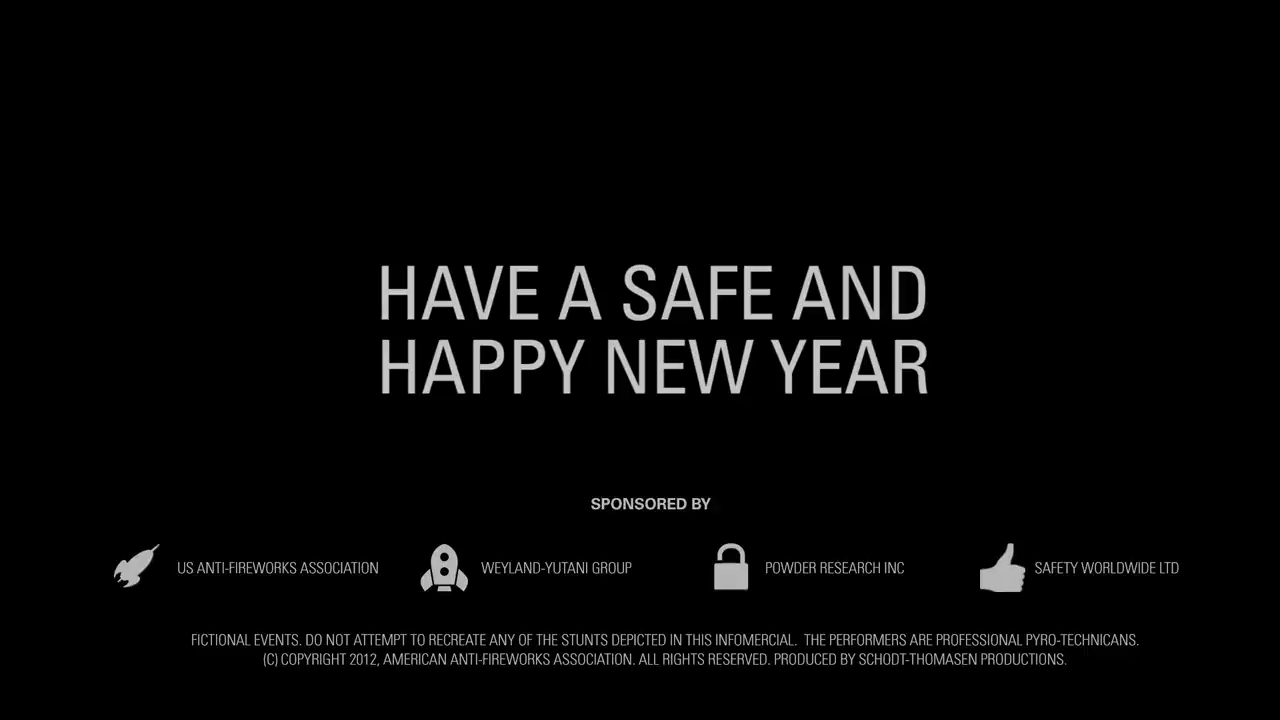 HAVE A SAFE AND
HAPPY NEW YEAR
SPONSORED BY
US ANTI-FIREWORKS ASSOCIATION
WEYLAND-YUTANI GROUP
POWDER RESEARCH INC
SAFETY WORLDWIDE LTD
FICTIONAL EVENTS. DO NOT ATTEMPT TO RECREATE ANY OF THE STUNTS DEPICTED IN THIS INFOMERCIAL. THE PERFORMERS ARE PROFESSIONAL PYRO-TECHNICANS.
(C) COPYRIGHT 2012, AMERICAN ANTI-FIREWORKS ASSOCIATION. ALL RIGHTS RESERVED. PRODUCED BY SCHODT-THOMASEN PRODUCTIONS.